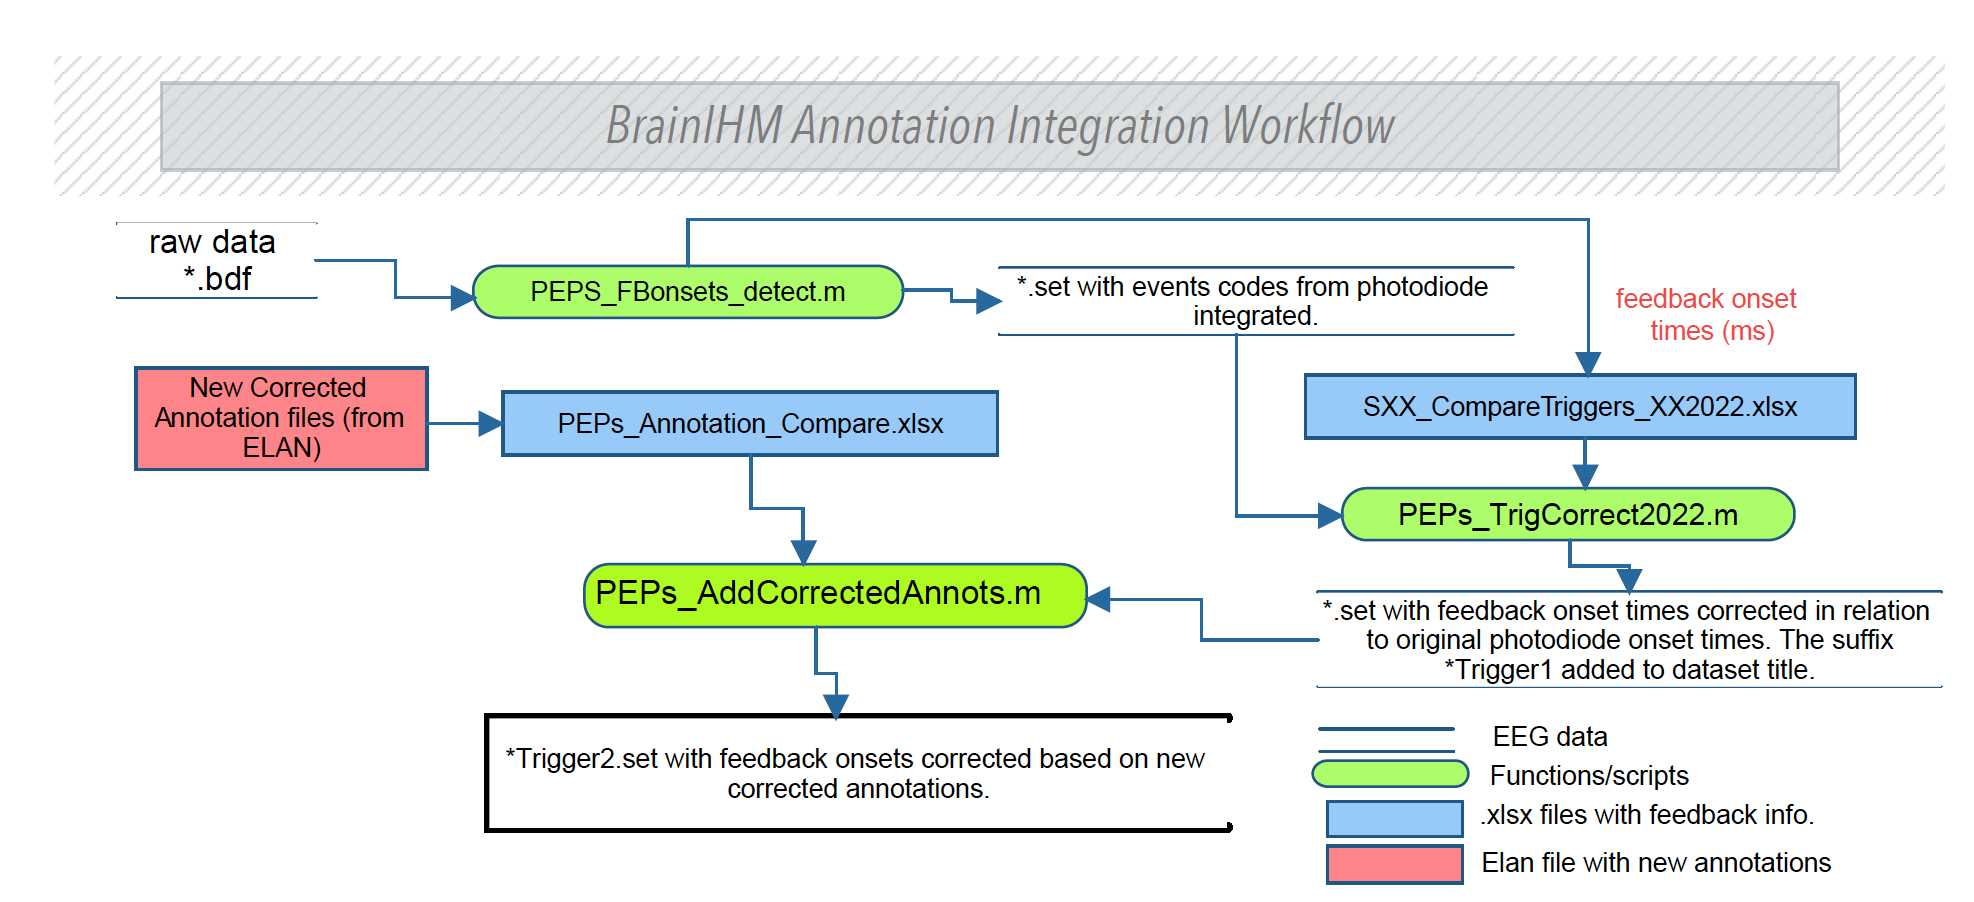 BrainIHM Annotation Integration Workflow
raw data
*.bdf
PEPS_FBonsets_detect.m
*.set with events codes from photodiode
integrated.
feedback onset
times (ms)
New Corrected
Annotation files (from
ELAN)
PEPs_Annotation_Compare.xlsx
SXX_CompareTriggers_XX2022.xlsx
PEPs_TrigCorrect2022.m
PEPs_AddCorrectedAnnots.m
*.set with feedback onset times corrected in relation
to original photodiode onset times. The suffix
*Trigger1 added to dataset title.
*Trigger2.set with feedback onsets corrected based on new
corrected annotations.
EEG data
Functions/scripts
.xlsx files with feedback info.
Elan file with new annotations